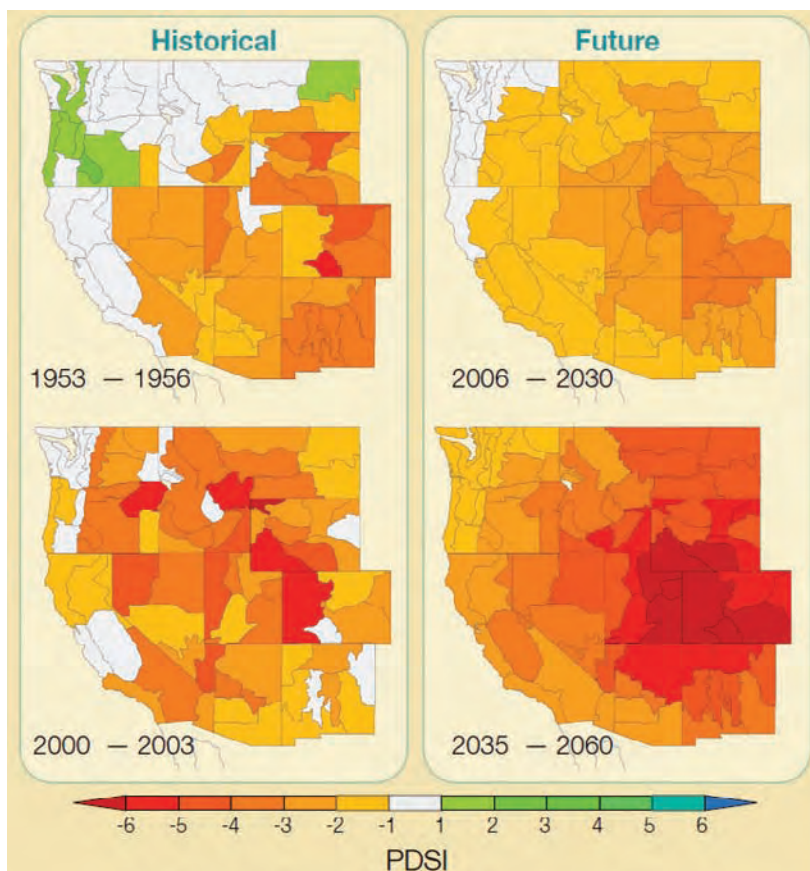 Historical
Future
1953 — 1956
2006 — 2030
2000 — 2003
2035 — 2060
-6 -5 -4 -3 -2 -1 1 2 3 4 5 6
PDSI